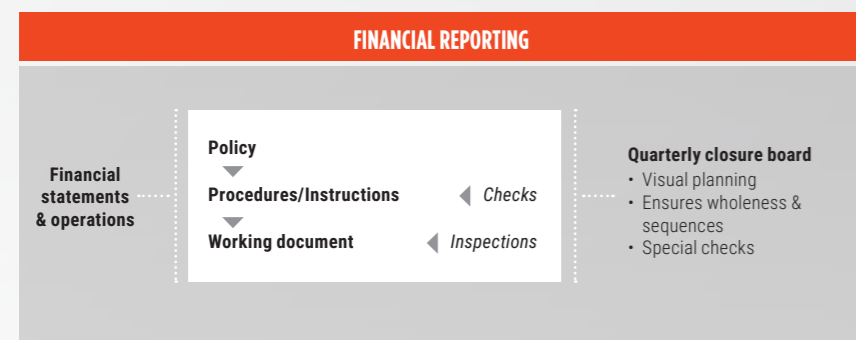 FINANCIAL REPORTING
Financial
statements
& operations
Policy
Procedures/Instructions
Checks
Working document
Inspections
Quarterly closure board
• Visual planning
• Ensures wholeness &
sequences
• Special checks